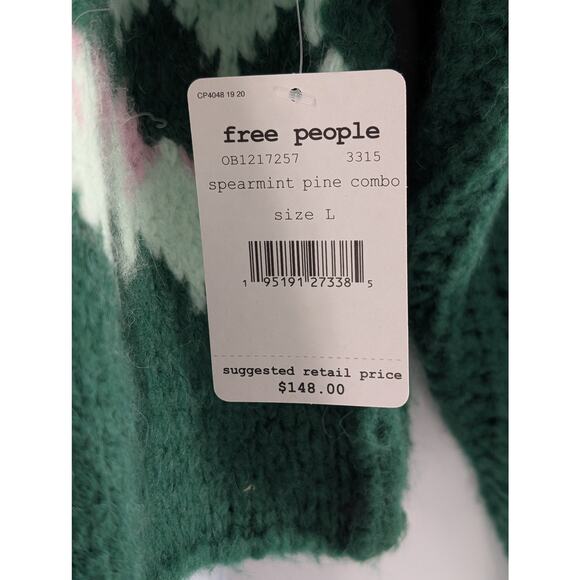 CP4048 19 20
free people
OB1217257 3315
spearmint pine combo
size L
1 95191 27338 5
suggested retail price
$148.00